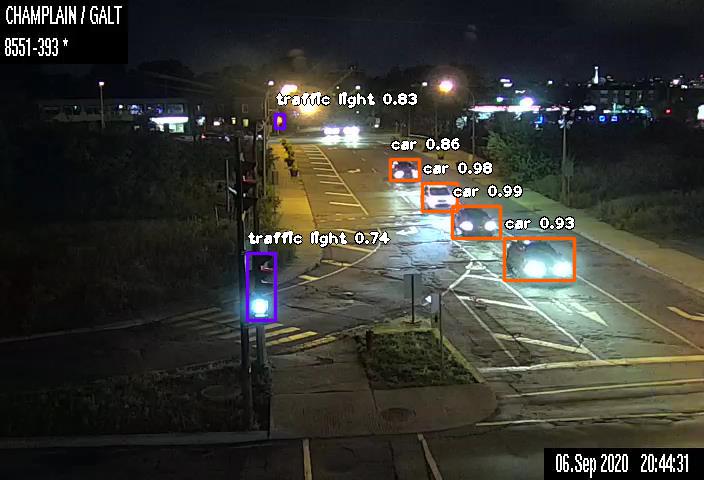 CHAMPLAIN / GALT
8551-393 *
traffic light 0.83
car 0.86
car 0.98
car 0.99
car 0.93
traffic light 0.74
06.Sep 2020 20:44:31